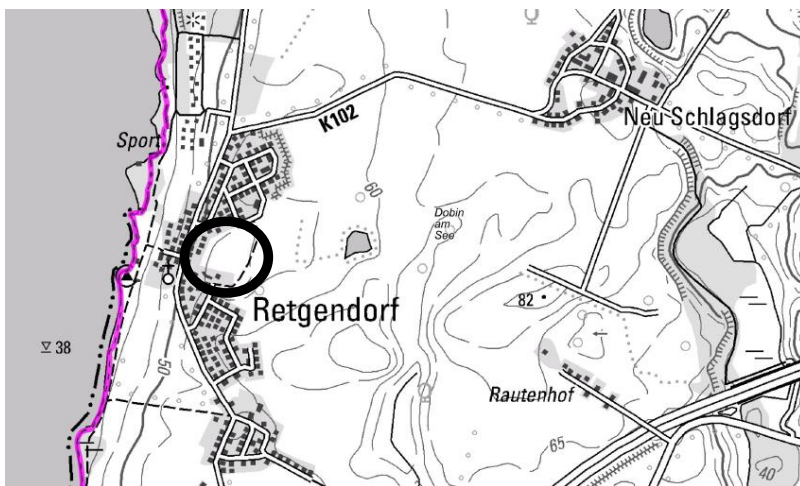 K102
Neu Schlagsdorf
Sport
60
Dobin
am
See
Retgendorf
82
38
50
Rautenhof
65
40